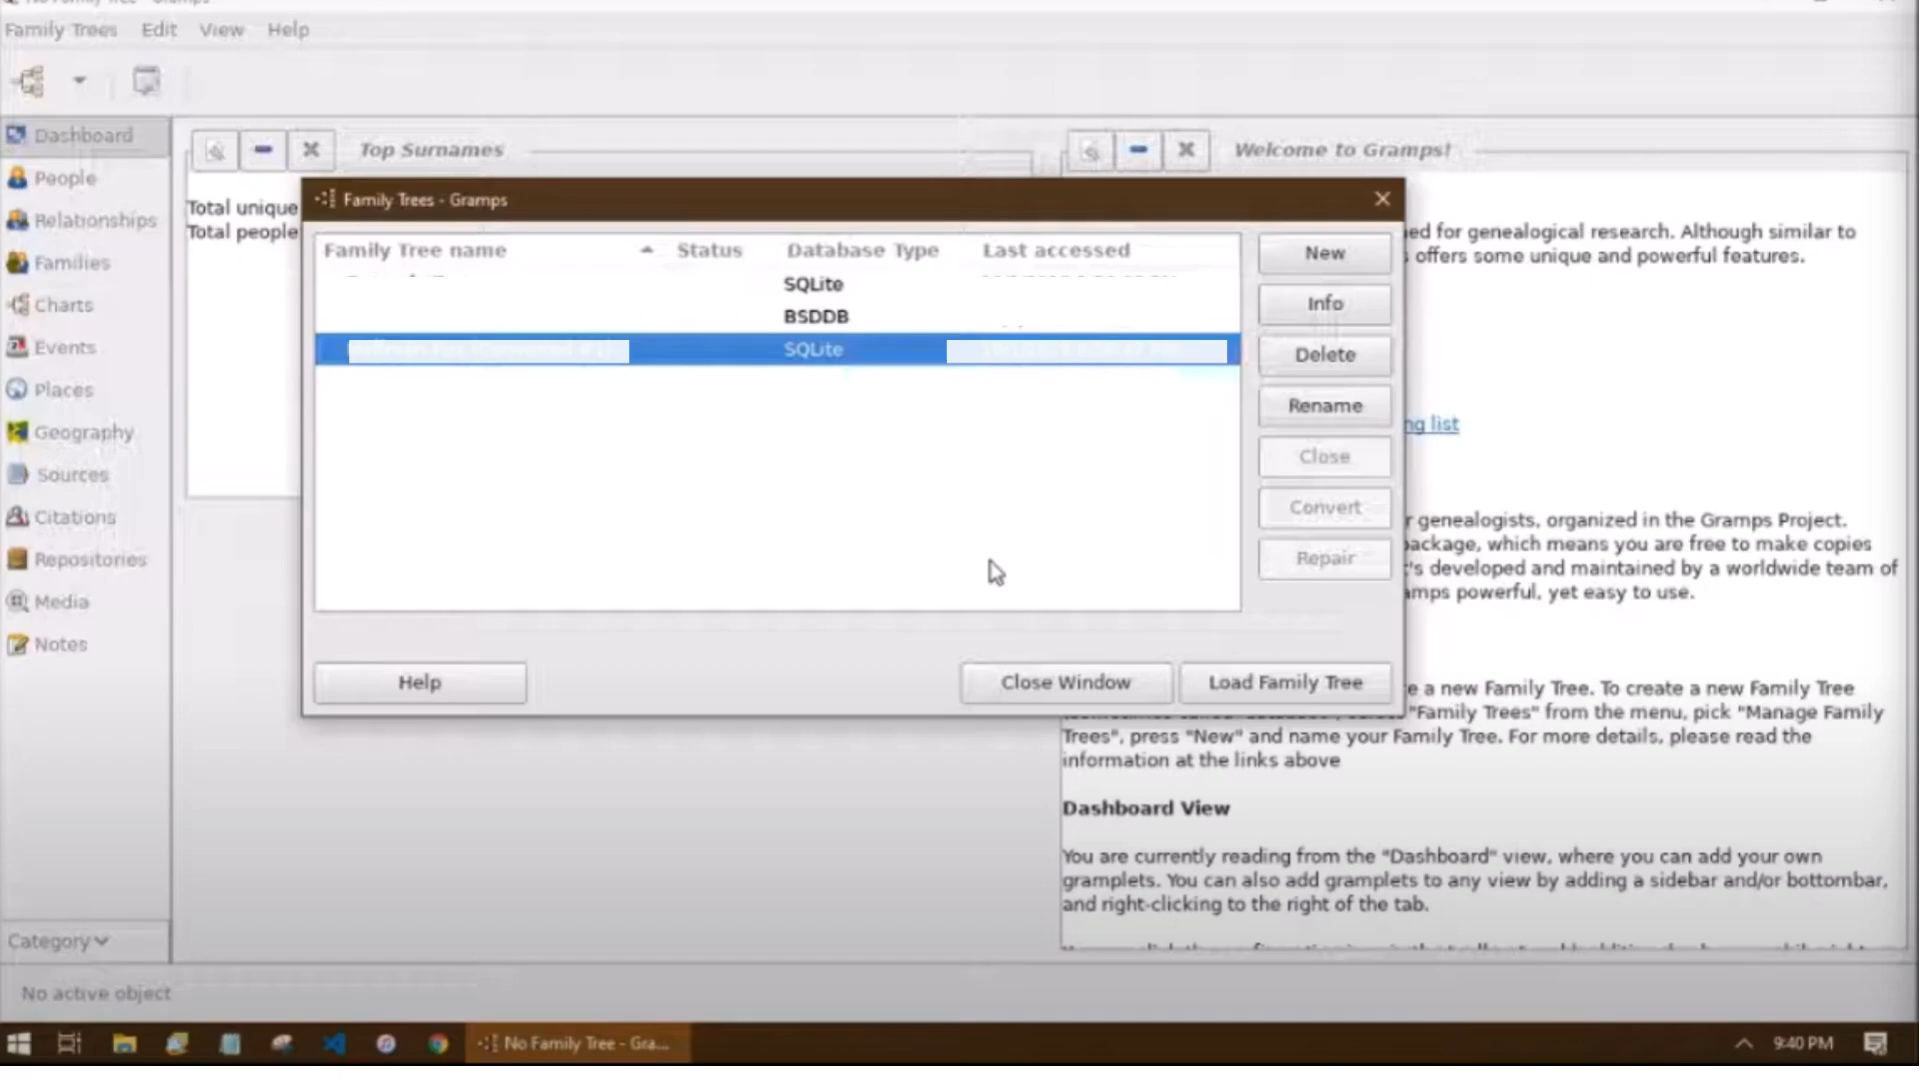 No Family Tree - Gramps
Family Trees Edit View Help
Dashboard
People
Relationships
Families
Charts
Events
Places
Geography
Sources
Citations
Repositories
Media
Notes
Category
No active object
Top Surnames
Total unique
Total people
Welcome to Gramps!
ed for genealogical research. Although similar to
offers some unique and powerful features.
ng list
r genealogists, organized in the Gramps Project.
package, which means you are free to make copies
's developed and maintained by a worldwide team of
amps powerful, yet easy to use.
e a new Family Tree. To create a new Family Tree
"Family Trees" from the menu, pick "Manage Family
Trees", press "New" and name your Family Tree. For more details, please read the
information at the links above
Dashboard View
You are currently reading from the "Dashboard" view, where you can add your own
gramplets. You can also add gramplets to any view by adding a sidebar and/or bottombar,
and right-clicking to the right of the tab.
Family Trees - Gramps
Family Tree name Status Database Type Last accessed
SQLite
BSDDB
SQLite
New
Info
Delete
Rename
Close
Convert
Repair
Help
Close Window
Load Family Tree
No Family Tree - Gra...
9:40 PM